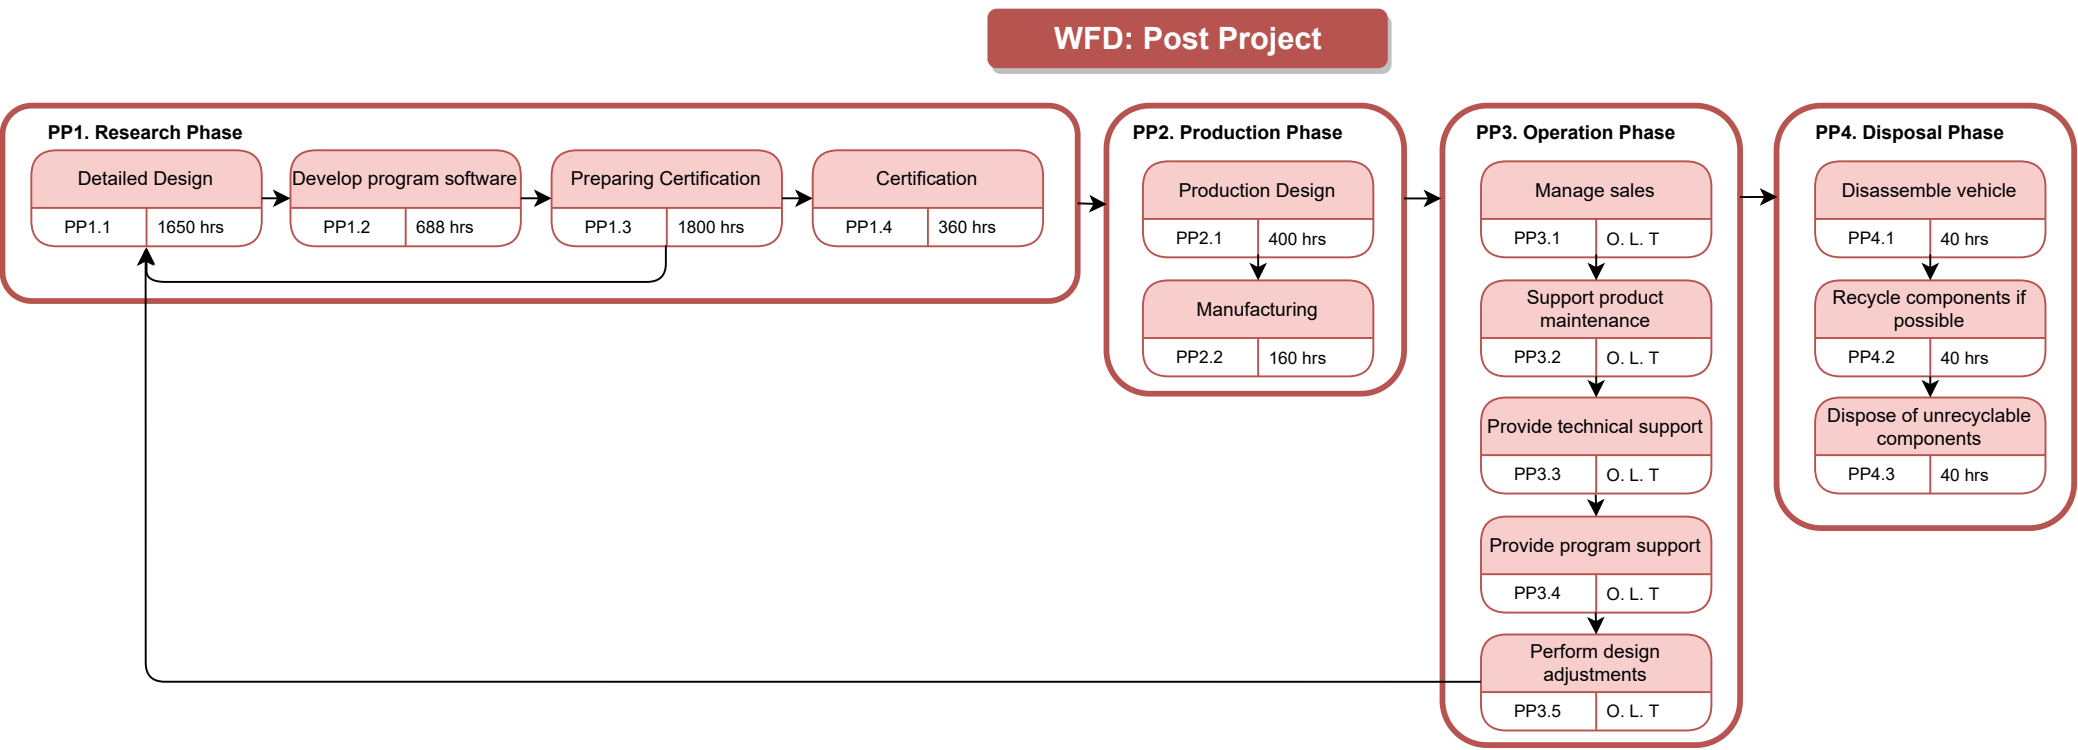 WFD: Post Project
PP1. Research Phase
Detailed Design
PP1.1
1650 hrs
Develop program software
PP1.2
688 hrs
Preparing Certification
PP1.3
1800 hrs
Certification
PP1.4
360 hrs
PP2. Production Phase
Production Design
PP2.1
400 hrs
Manufacturing
PP2.2
160 hrs
PP3. Operation Phase
Manage sales
PP3.1
O. L. T
Support product
maintenance
PP3.2
O. L. T
Provide technical support
PP3.3
O. L. T
Provide program support
PP3.4
O. L. T
Perform design
adjustments
PP3.5
O. L. T
PP4. Disposal Phase
Disassemble vehicle
PP4.1
40 hrs
Recycle components if
possible
PP4.2
40 hrs
Dispose of unrecyclable
components
PP4.3
40 hrs